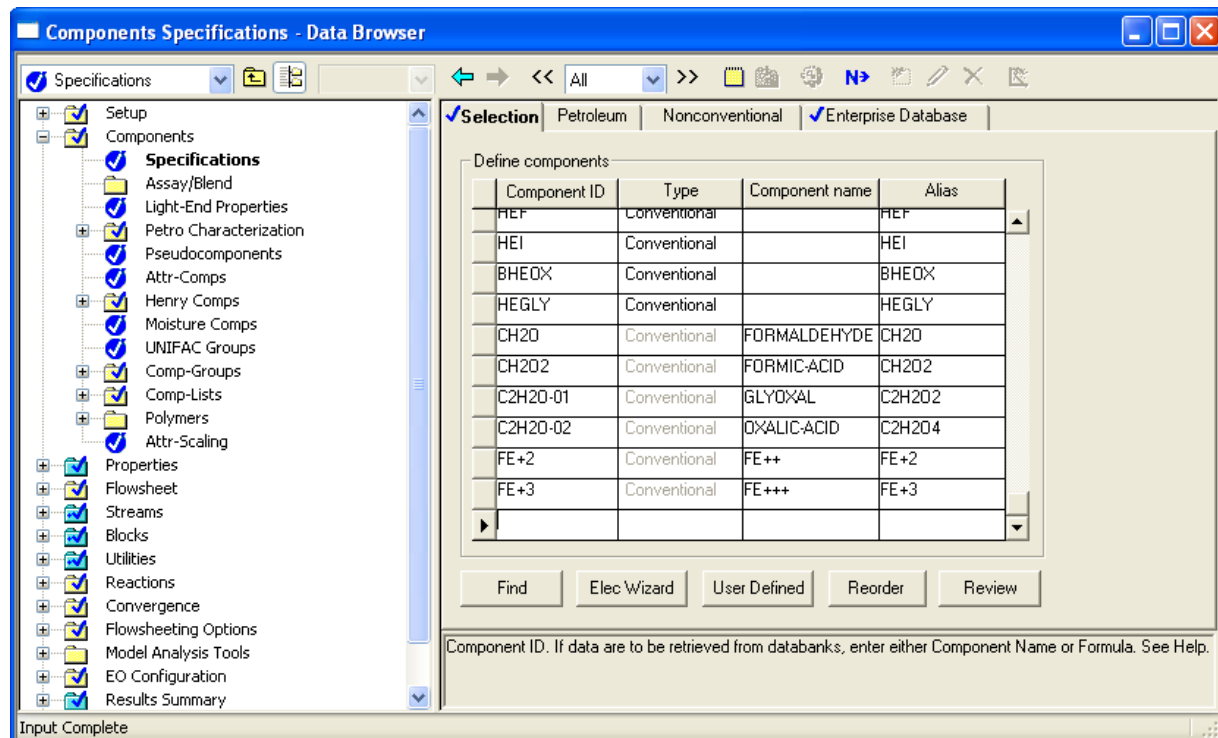 Components Specifications - Data Browser
Specifications
<< All >> N
Setup
Components
Specifications
Assay/Blend
Light-End Properties
Petro Characterization
Pseudocomponents
Attr-Comps
Henry Comps
Moisture Comps
UNIFAC Groups
Comp-Groups
Comp-Lists
Polymers
Attr-Scaling
Properties
Flowsheet
Streams
Blocks
Utilities
Reactions
Convergence
Flowsheeting Options
Model Analysis Tools
EO Configuration
Results Summary
Selection Petroleum Nonconventional Enterprise Database
Define components
Component ID Type Component name Alias
HEF Conventional HEF
HEI Conventional HEI
BHEOX Conventional BHEOX
HEGLY Conventional HEGLY
CH2O Conventional FORMALDEHYDE CH2O
CH2O2 Conventional FORMIC-ACID CH2O2
C2H2O-01 Conventional GLYOXAL C2H2O2
C2H2O-02 Conventional OXALIC-ACID C2H2O4
FE+2 Conventional FE++ FE+2
FE+3 Conventional FE+++ FE+3
Find Elec Wizard User Defined Reorder Review
Component ID. If data are to be retrieved from databanks, enter either Component Name or Formula. See Help.
Input Complete